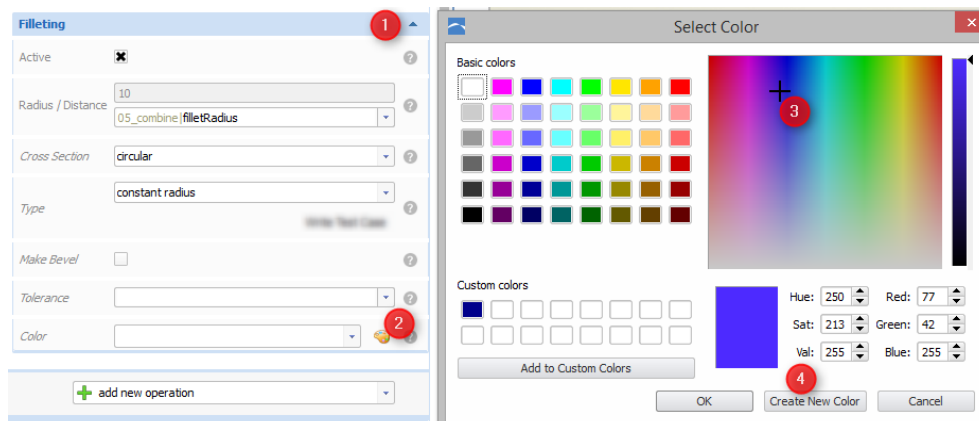 Filleting
1
Active
Radius / Distance
10
05_combine|filletRadius
Cross Section
circular
Type
constant radius
Make Bevel
Tolerance
Color
2
add new operation
Select Color
Basic colors
3
Custom colors
Hue: 250 Red: 77
Sat: 213 Green: 42
Val: 255 Blue: 255
Add to Custom Colors
4
OK Create New Color Cancel